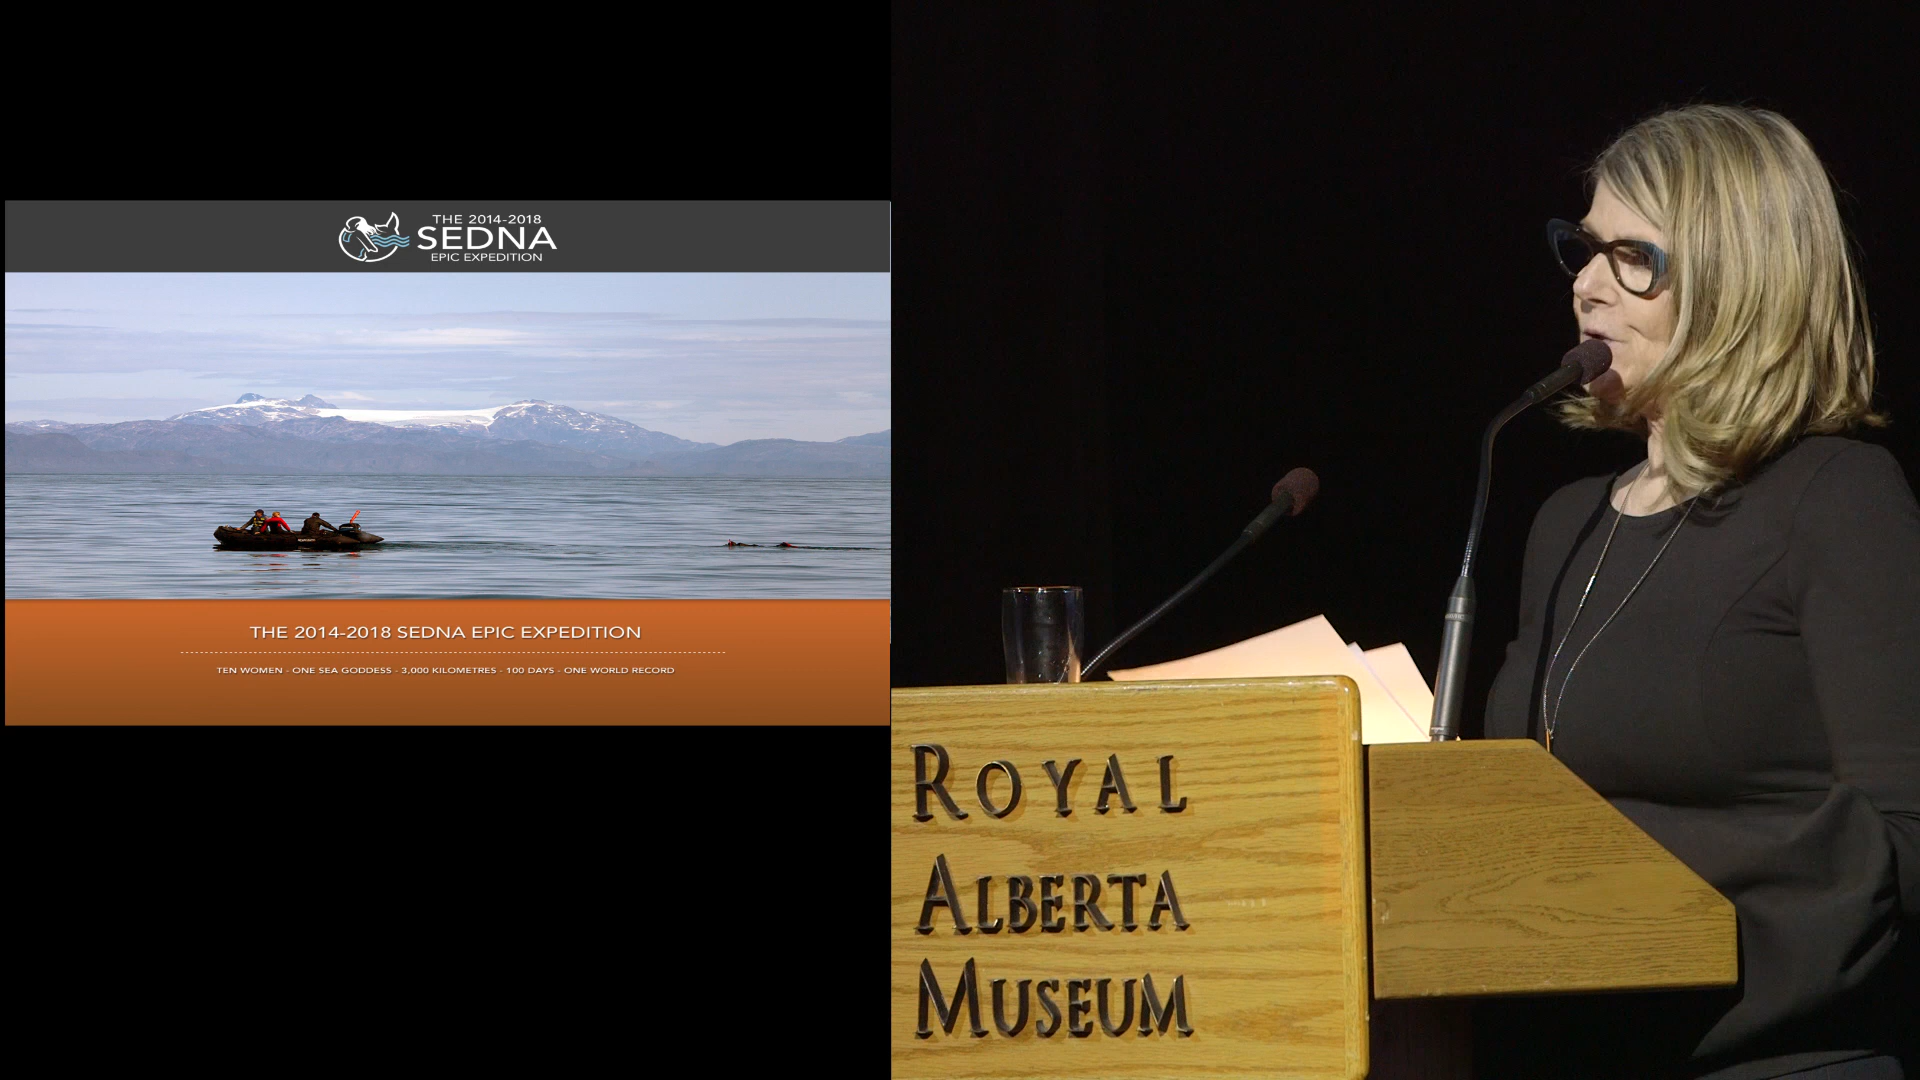 THE 2014-2018
SEDNA
EPIC EXPEDITION
THE 2014-2018 SEDNA EPIC EXPEDITION
TEN WOMEN - ONE SEA GODDESS - 3,000 KILOMETRES - 100 DAYS - ONE WORLD RECORD
ROYAL
ALBERTA
MUSEUM